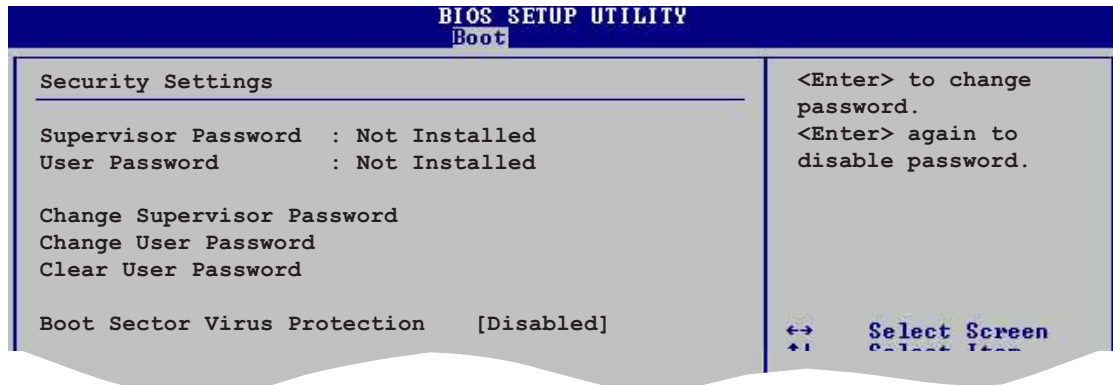 BIOS SETUP UTILITY
Boot
Security Settings
Supervisor Password : Not Installed
User Password : Not Installed
Change Supervisor Password
Change User Password
Clear User Password
Boot Sector Virus Protection [Disabled]
<Enter> to change
password.
<Enter> again to
disable password.
↔ Select Screen
↑↓ Select Item